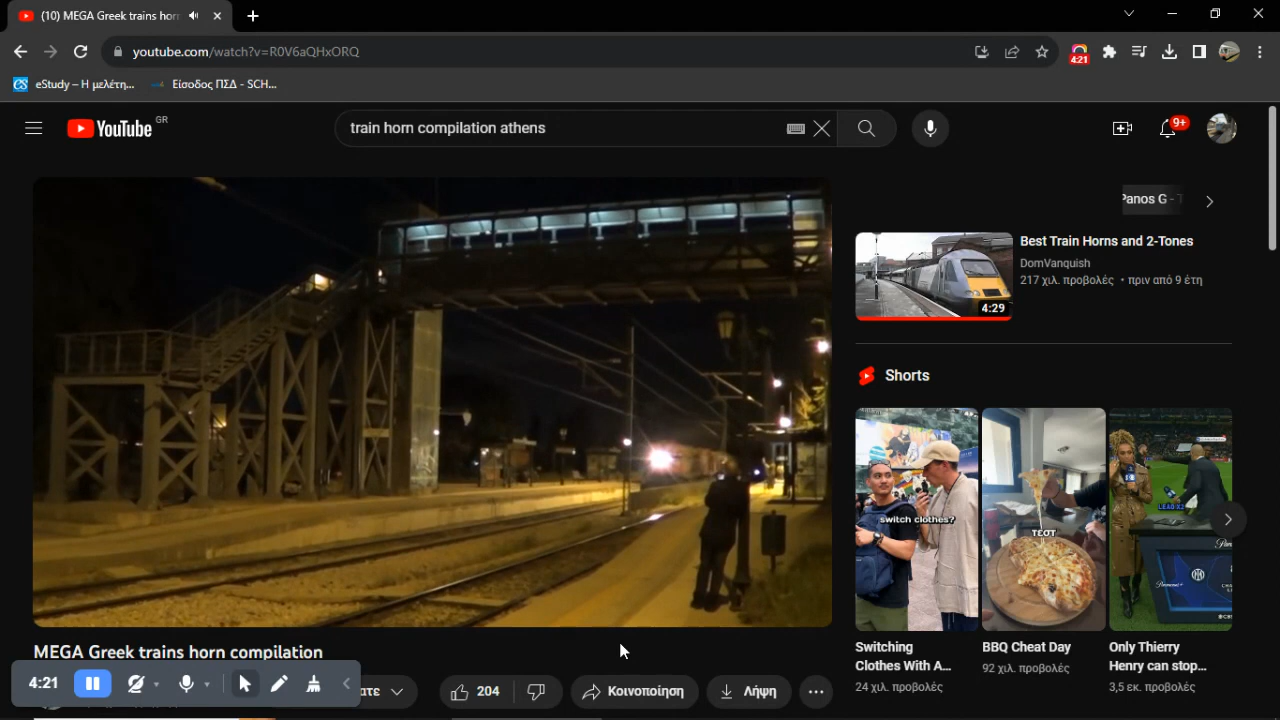 (10) MEGA Greek trains horn
youtube.com/watch?v=R0V6aQHxORQ
4:21
eStudy – Η μελέτη...
Είσοδος ΠΣΔ - SCH...
YouTube GR
train horn compilation athens
9+
Panos G -
Best Train Horns and 2-Tones
DomVanquish
217 χιλ. προβολές • πριν από 9 έτη
4:29
Shorts
switch clothes?
ΤΕΟΤ
Switching
Clothes With A...
24 χιλ. προβολές
BBQ Cheat Day
92 χιλ. προβολές
Only Thierry
Henry can stop...
3,5 εκ. προβολές
MEGA Greek trains horn compilation
4:21
ατε
204
Κοινοποίηση
Λήψη